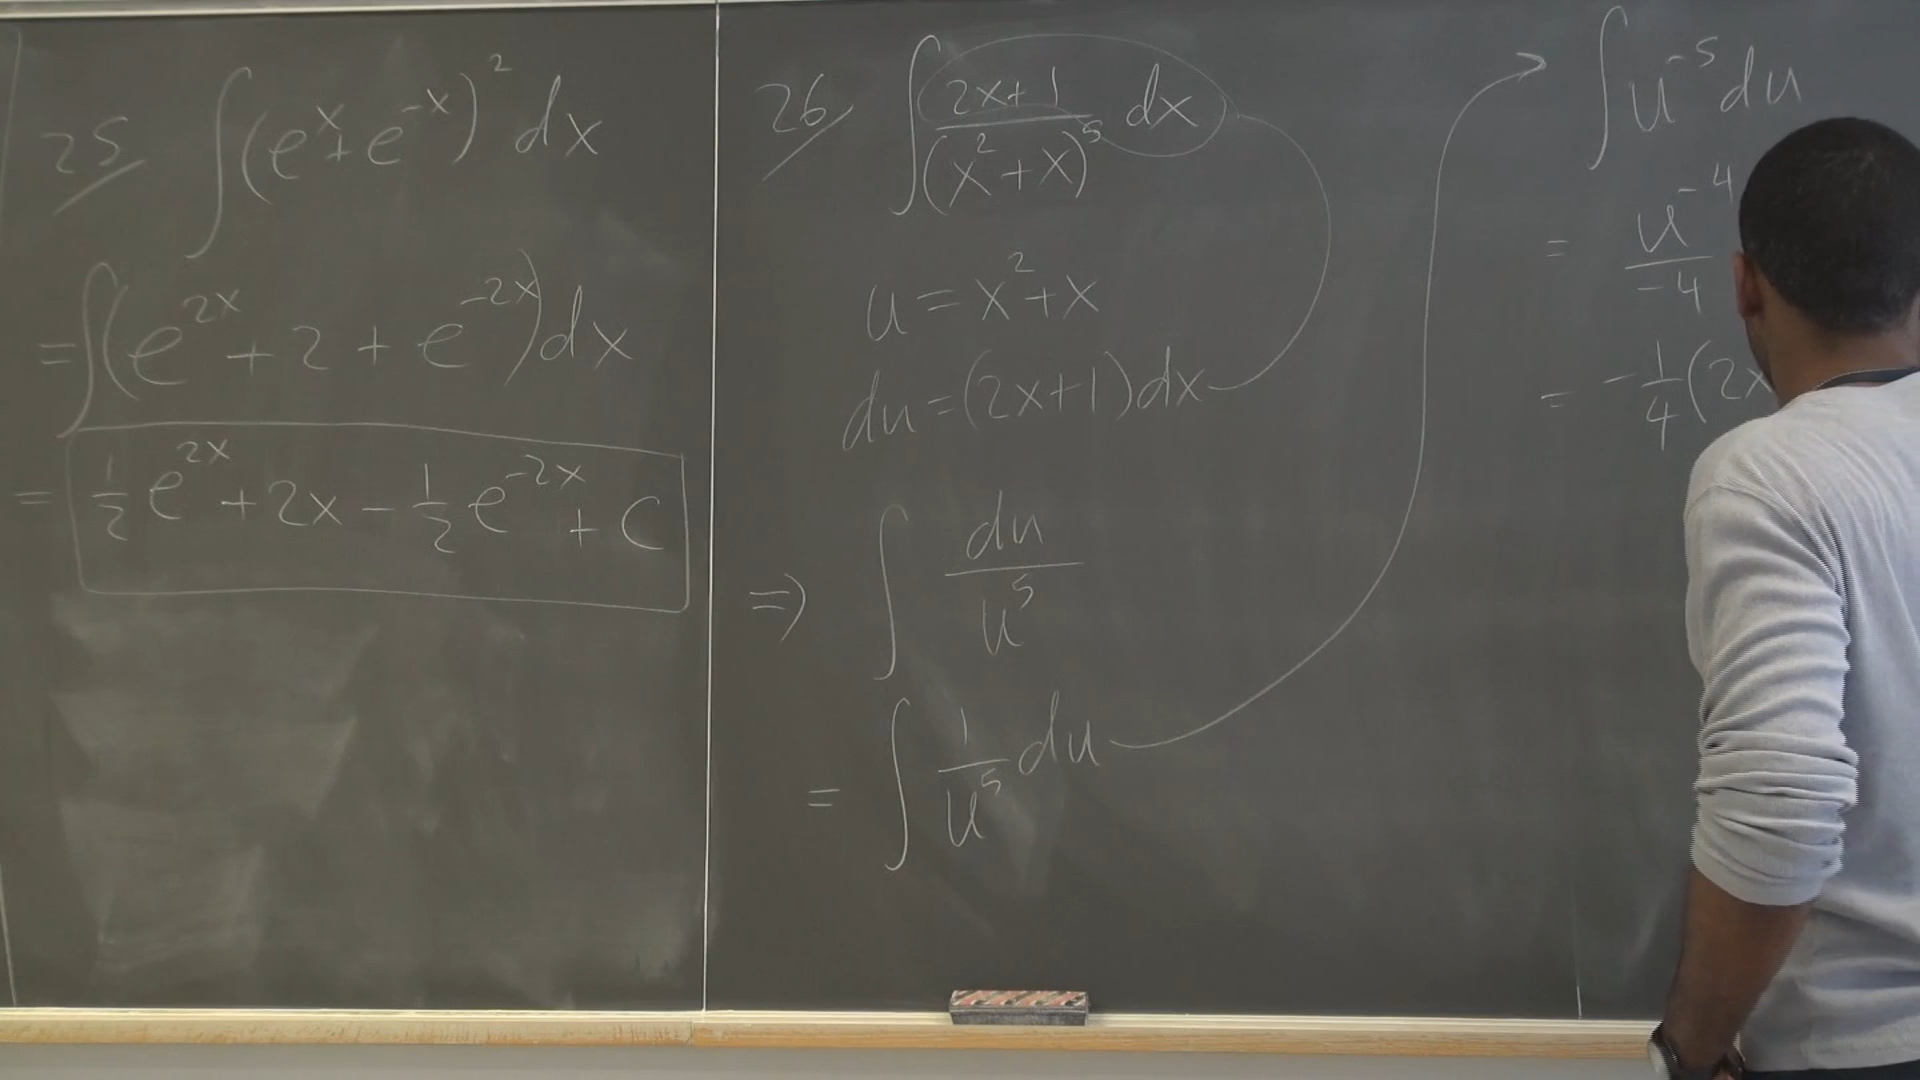 25 ∫(eˣ+e⁻ˣ)² dx
=∫(e²ˣ+2+e⁻²ˣ)dx
= ½e²ˣ+2x-½e⁻²ˣ+C
26 ∫ (2x+1)/(x²+x)⁵ dx
u=x²+x
du=(2x+1)dx
⇒ ∫ du/u⁵
= ∫ 1/u⁵ du
∫u⁻⁵du
= u⁻⁴/-4
= -¼(2x